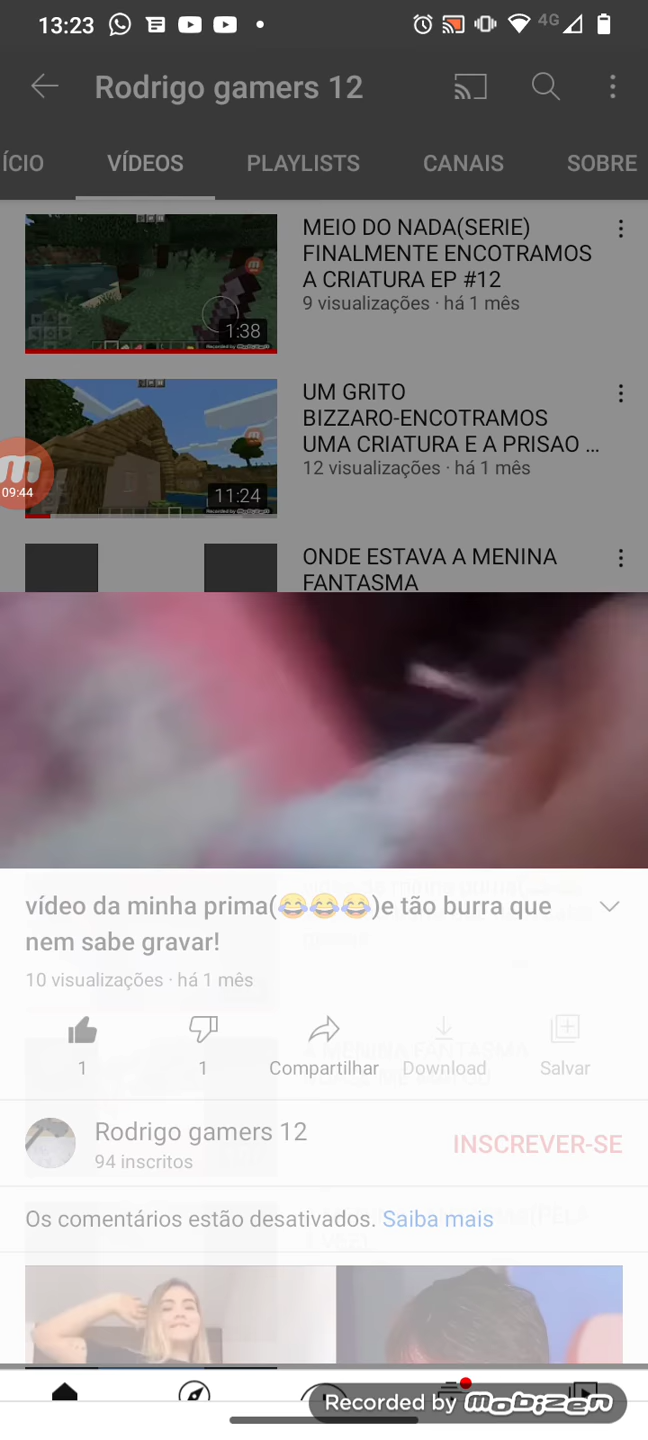 13:23
4G
Rodrigo gamers 12
ÍCIO VÍDEOS PLAYLISTS CANAIS SOBRE
MEIO DO NADA(SERIE)
FINALMENTE ENCOTRAMOS
A CRIATURA EP #12
9 visualizações · há 1 mês
1:38
UM GRITO
BIZZARO-ENCOTRAMOS
UMA CRIATURA E A PRISAO ...
12 visualizações · há 1 mês
11:24
09:44
ONDE ESTAVA A MENINA
FANTASMA
vídeo da minha prima(😂😂😂)e tão burra que
nem sabe gravar!
10 visualizações · há 1 mês
1 1 Compartilhar Download Salvar
Rodrigo gamers 12
94 inscritos
INSCREVER-SE
Os comentários estão desativados. Saiba mais
Recorded by mobizen